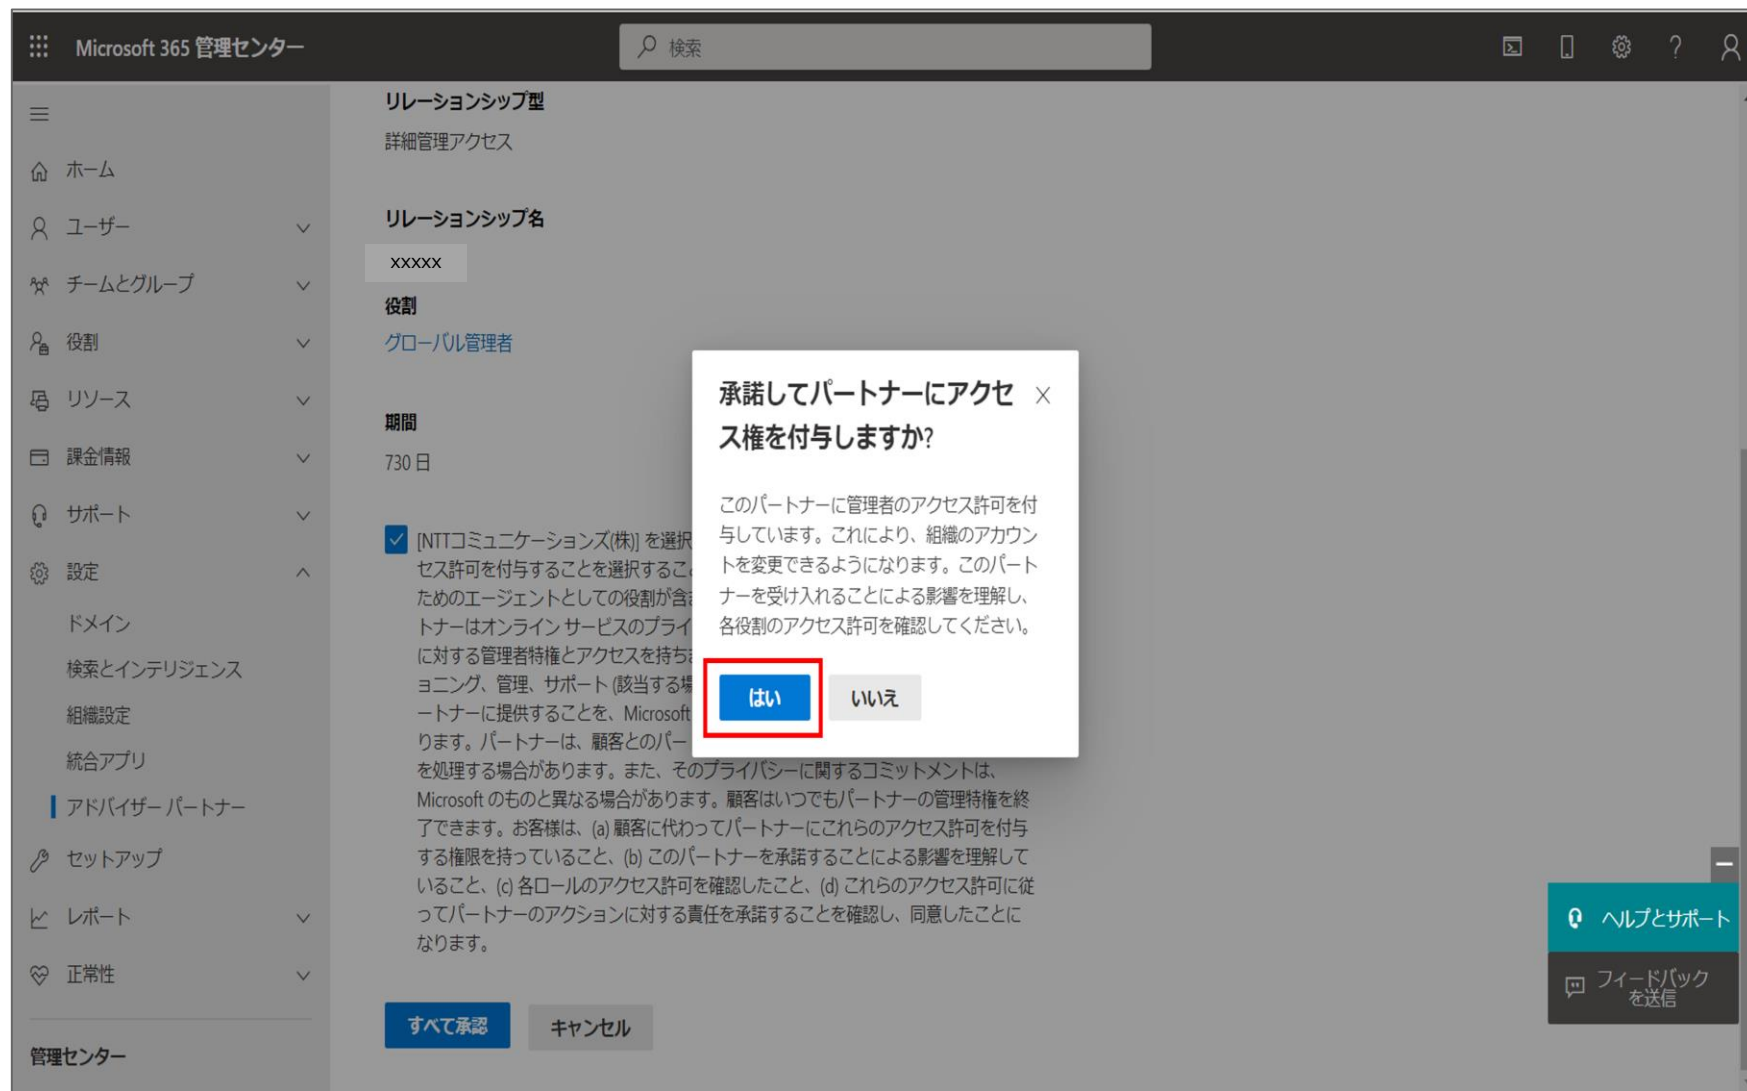 Microsoft 365 管理センター
検索
ホーム
ユーザー
チームとグループ
役割
リソース
課金情報
サポート
設定
ドメイン
検索とインテリジェンス
組織設定
統合アプリ
アドバイザー パートナー
セットアップ
レポート
正常性
管理センター
リレーションシップ型
詳細管理アクセス
リレーションシップ名
xxxxx
役割
グローバル管理者
期間
730 日
[NTTコミュニケーションズ(株)] を選択
セス許可を付与することを選択するこ
ためのエージェントとしての役割が含
トナーはオンライン サービスのプライ
に対する管理者特権とアクセスを持ち
ョニング、管理、サポート (該当する場
ートナーに提供することを、Microsoft
ります。パートナーは、顧客とのパー
を処理する場合があります。また、そのプライバシーに関するコミットメントは、
Microsoft のものと異なる場合があります。顧客はいつでもパートナーの管理特権を終
了できます。お客様は、(a) 顧客に代わってパートナーにこれらのアクセス許可を付与
する権限を持っていること、(b) このパートナーを承諾することによる影響を理解して
いること、(c) 各ロールのアクセス許可を確認したこと、(d) これらのアクセス許可に従
ってパートナーのアクションに対する責任を承諾することを確認し、同意したことに
なります。
すべて承認
キャンセル
承諾してパートナーにアクセ
ス権を付与しますか?
このパートナーに管理者のアクセス許可を付
与しています。これにより、組織のアカウン
トを変更できるようになります。このパート
ナーを受け入れることによる影響を理解し、
各役割のアクセス許可を確認してください。
はい
いいえ
ヘルプとサポート
フィードバック
を送信